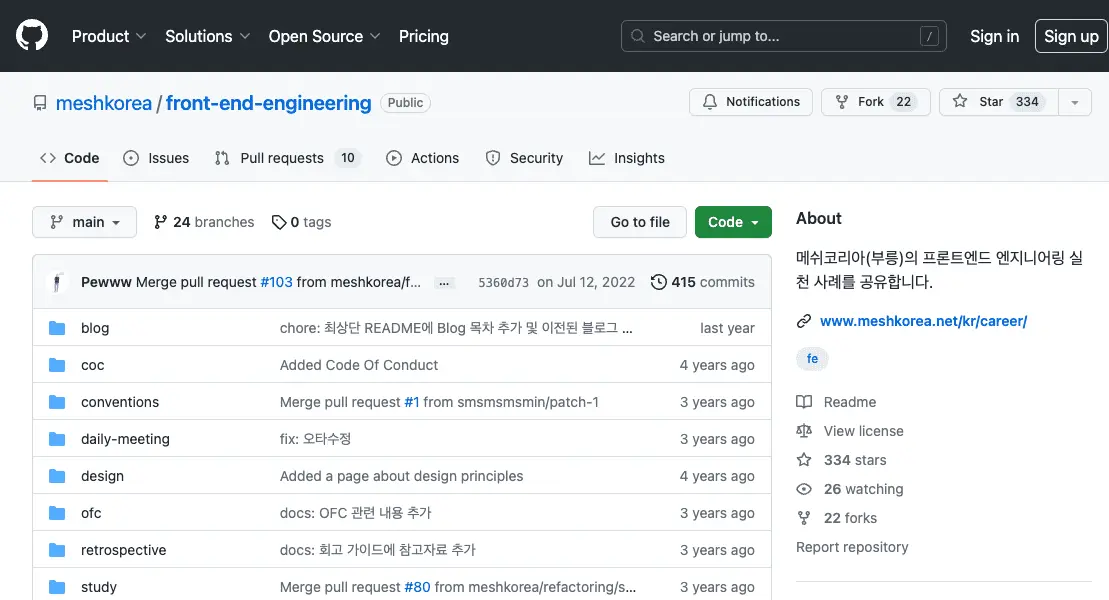 Product Solutions Open Source Pricing Search or jump to... / Sign in Sign up
meshkorea / front-end-engineering Public Notifications Fork 22 Star 334
Code Issues Pull requests 10 Actions Security Insights
main 24 branches 0 tags Go to file Code
Pewww Merge pull request #103 from meshkorea/f... ... 5360d73 on Jul 12, 2022 415 commits
blog chore: 최상단 README에 Blog 목차 추가 및 이전된 블로그 ... last year
coc Added Code Of Conduct 4 years ago
conventions Merge pull request #1 from smsmsmsmin/patch-1 3 years ago
daily-meeting fix: 오타수정 3 years ago
design Added a page about design principles 4 years ago
ofc docs: OFC 관련 내용 추가 3 years ago
retrospective docs: 회고 가이드에 참고자료 추가 3 years ago
study Merge pull request #80 from meshkorea/refactoring/s... 3 years ago
About
메쉬코리아(부릉)의 프론트엔드 엔지니어링 실
천 사례를 공유합니다.
www.meshkorea.net/kr/career/
fe
Readme
View license
334 stars
26 watching
22 forks
Report repository